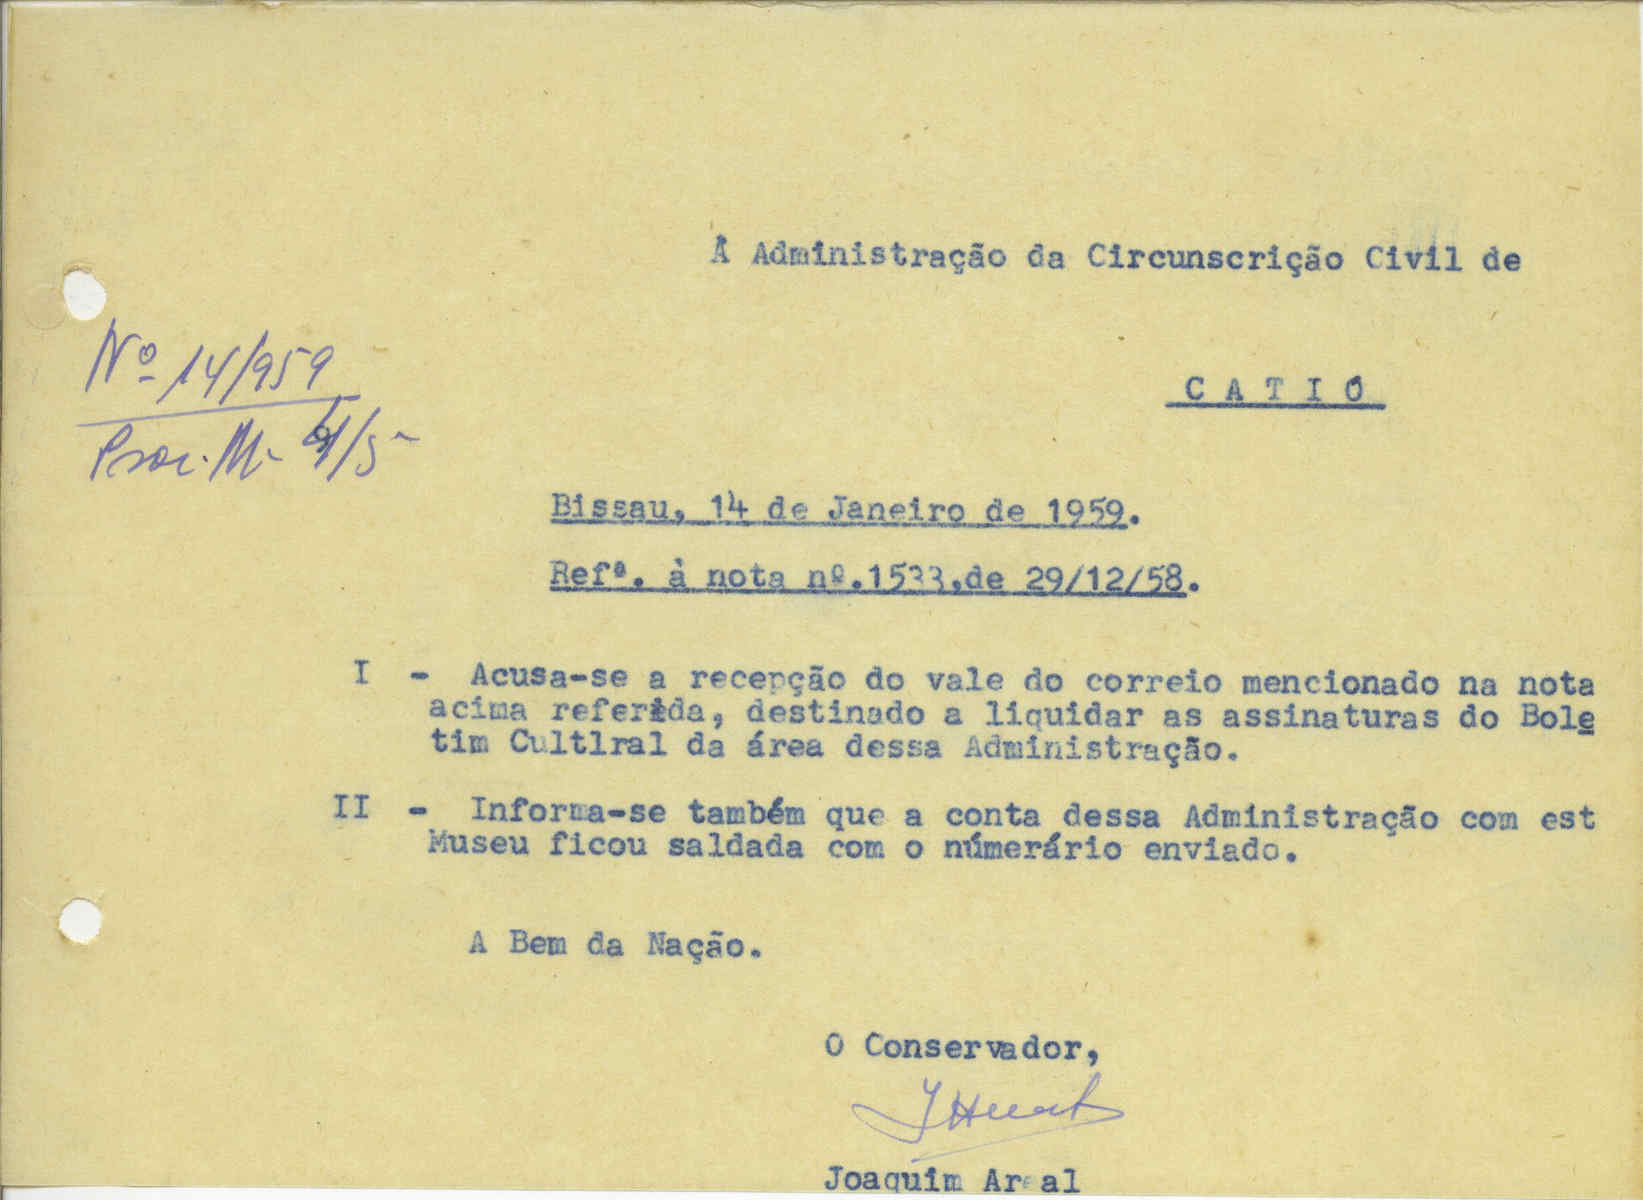 À Administração da Circunscrição Civil de
Nº 14/959
CATIÓ
Proc. M- /5-
Bissau, 14 de Janeiro de 1959.
Refª. à nota nº.1533,de 29/12/58.
I - Acusa-se a recepção do vale do correio mencionado na nota
acima referida, destinado a liquidar as assinaturas do Bole
tim Cultlral da área dessa Administração.
II - Informa-se também que a conta dessa Administração com est
Museu ficou saldada com o númerário enviado.
A Bem da Nação.
O Conservador,
Joaquim Areal